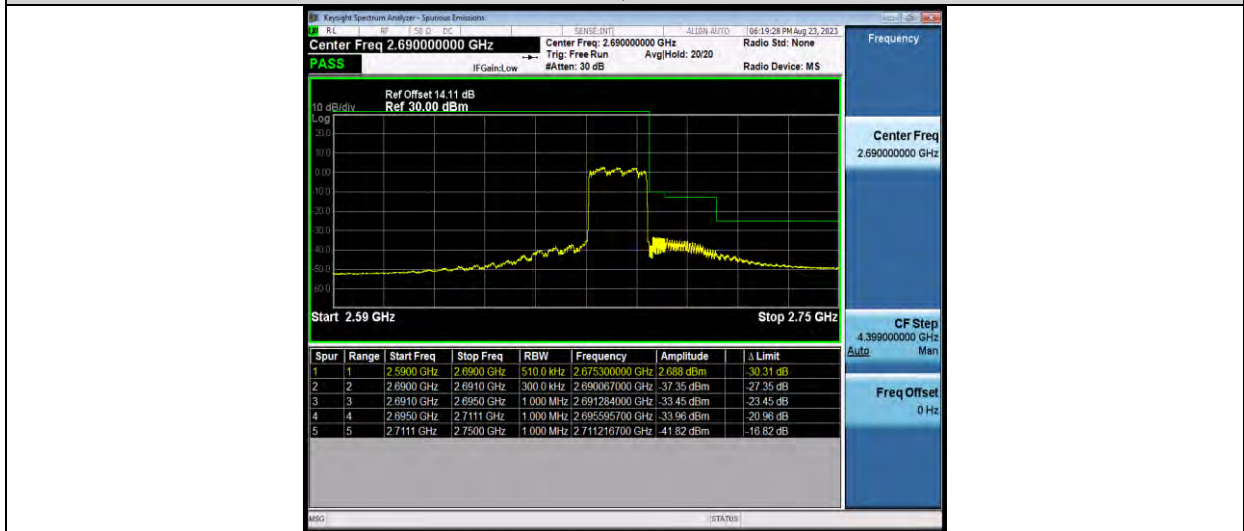 Keysight Spectrum Analyzer - Spurious Emissions
RL RF 50 Ω DC SENSE:INT ALIGN AUTO 06:19:28 PM Aug 23, 2023
Center Freq 2.690000000 GHz Center Freq: 2.690000000 GHz Radio Std: None Frequency
Trig: Free Run Avg|Hold: 20/20
PASS IFGain:Low #Atten: 30 dB Radio Device: MS
Ref Offset 14.11 dB
10 dB/div Ref 30.00 dBm
Log
20.0
10.0
0.00
-10.0
-20.0
-30.0
-40.0
-50.0
-60.0
Start 2.59 GHz Stop 2.75 GHz
Center Freq
2.690000000 GHz
CF Step
4.399000000 GHz
Auto Man
Freq Offset
0 Hz
Spur Range Start Freq Stop Freq RBW Frequency Amplitude Δ Limit
1 1 2.5900 GHz 2.6900 GHz 510.0 kHz 2.675300000 GHz 2.688 dBm -30.31 dB
2 2 2.6900 GHz 2.6910 GHz 300.0 kHz 2.690067000 GHz -37.35 dBm -27.35 dB
3 3 2.6910 GHz 2.6950 GHz 1.000 MHz 2.691284000 GHz -33.45 dBm -23.45 dB
4 4 2.6950 GHz 2.7111 GHz 1.000 MHz 2.695595700 GHz -33.96 dBm -20.96 dB
5 5 2.7111 GHz 2.7500 GHz 1.000 MHz 2.711216700 GHz -41.82 dBm -16.82 dB
MSG STATUS